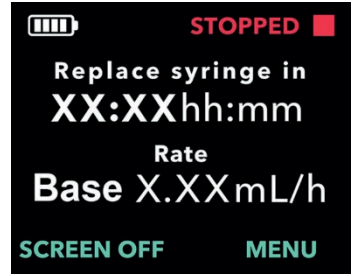 STOPPED
Replace syringe in
XX:XXhh:mm
Rate
Base X.XXmL/h
SCREEN OFF MENU